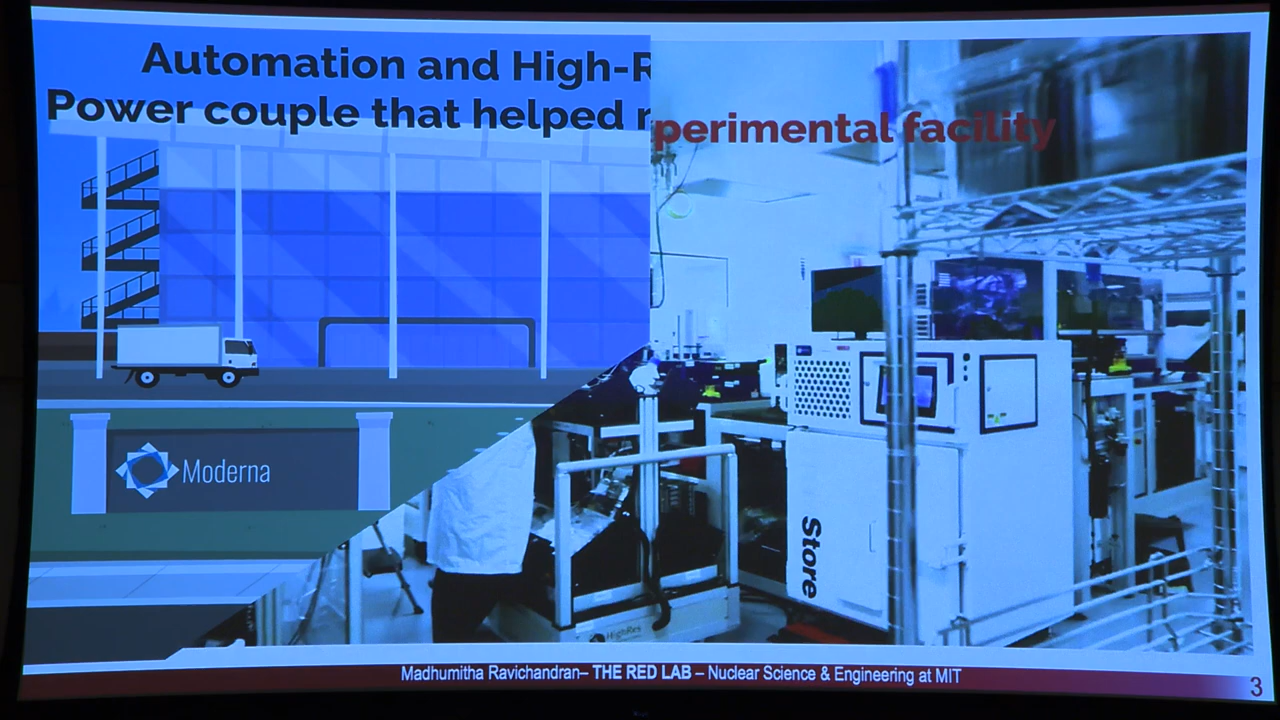 Automation and High-R
Power couple that helped r
perimental facility
Moderna
Store
HighRes
Madhumitha Ravichandran– THE RED LAB – Nuclear Science & Engineering at MIT
3